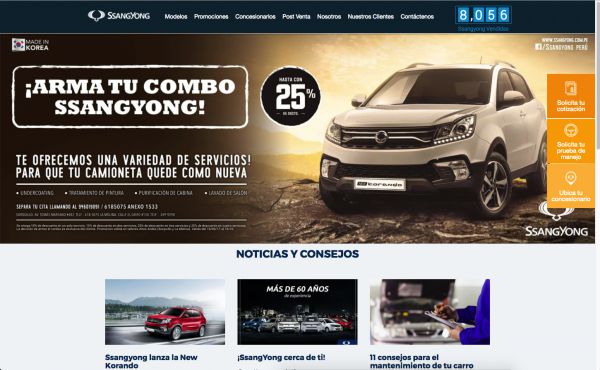 SSANGYONG
Modelos Promociones Concesionarios Post Venta Nosotros Nuestros Clientes Contáctenos
8,056
Ssangyong Vendidos
MADE IN
KOREA
WWW.SSANGYONG.COM.PE
/SSANGYONG PERÚ
¡ARMA TU COMBO
SSANGYONG!
HASTA CON
25%
DE DSCTO.
Solicita tu
cotización
Solicita tu
prueba de
manejo
Ubica tu
concesionario
TE OFRECEMOS UNA VARIEDAD DE SERVICIOS!
PARA QUE TU CAMIONETA QUEDE COMO NUEVA
• UNDERCOATING • TRATAMIENTO DE PINTURA • PURIFICACIÓN DE CABINA • LAVADO DE SALÓN
SEPARA TU CITA LLAMANDO AL
/ 6185075 ANEXO 1533
korando
SSANGYONG
NOTICIAS Y CONSEJOS
MÁS DE 60 AÑOS
de experiencia
Ssangyong lanza la New
Korando
¡SsangYong cerca de ti!
11 consejos para el
mantenimiento de tu carro